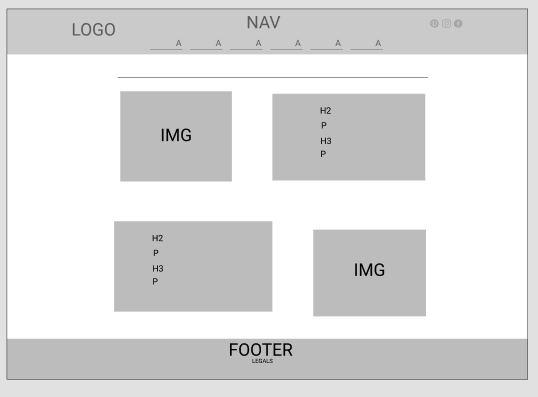 LOGO
NAV
A A A A A A
IMG
H2
P
H3
P
H2
P
H3
P
IMG
FOOTER
LEGALS